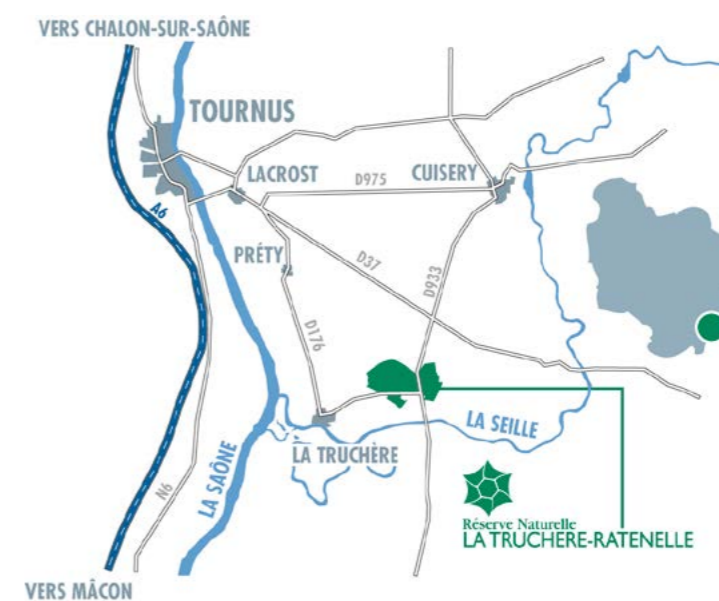 VERS CHALON-SUR-SAÔNE
TOURNUS
LACROST
D975
CUISERY
A6
PRÉTY
D37
D933
D176
LA SEILLE
LA TRUCHÈRE
LA SAÔNE
N6
Réserve Naturelle
LA TRUCHERE-RATENELLE
VERS MÂCON